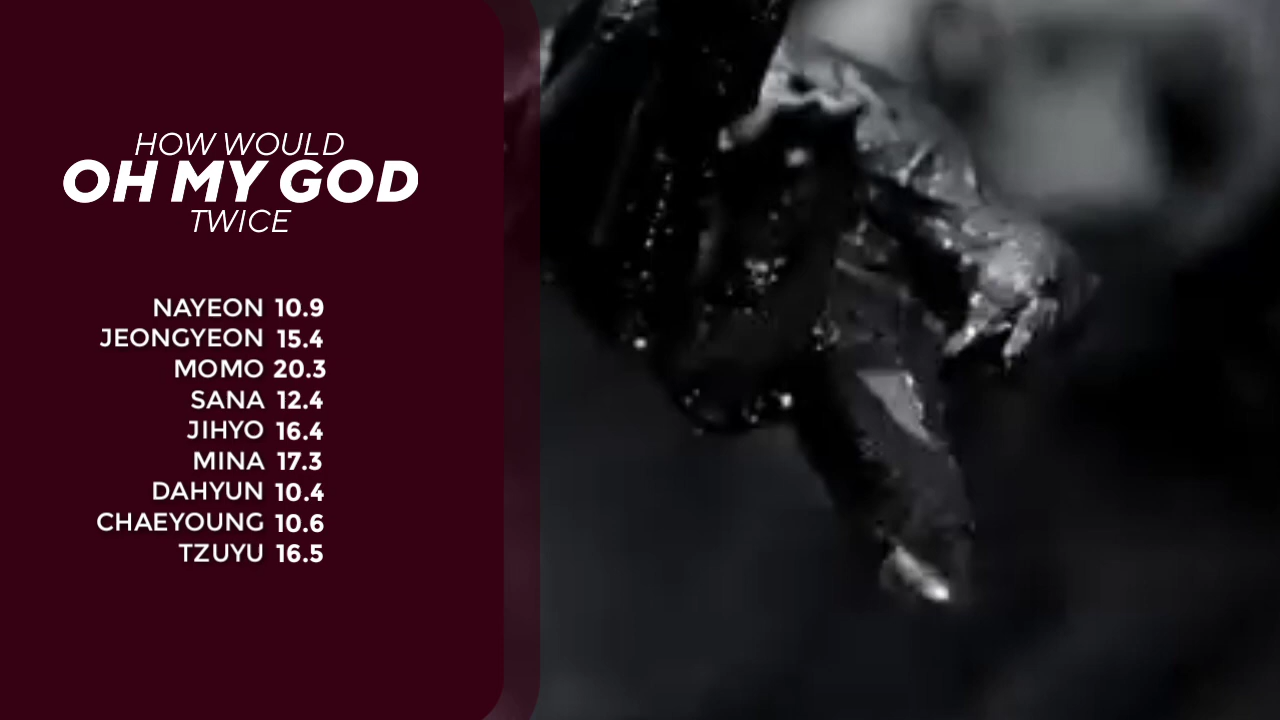 HOW WOULD
OH MY GOD
TWICE
NAYEON 10.9
JEONGYEON 15.4
MOMO 20.3
SANA 12.4
JIHYO 16.4
MINA 17.3
DAHYUN 10.4
CHAEYOUNG 10.6
TZUYU 16.5